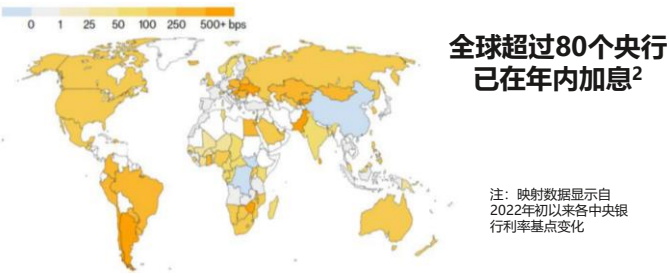 0 1 25 50 100 250 500+ bps
全球超过80个央行
已在年内加息2
注：映射数据显示自
2022年初以来各中央银
行利率基点变化